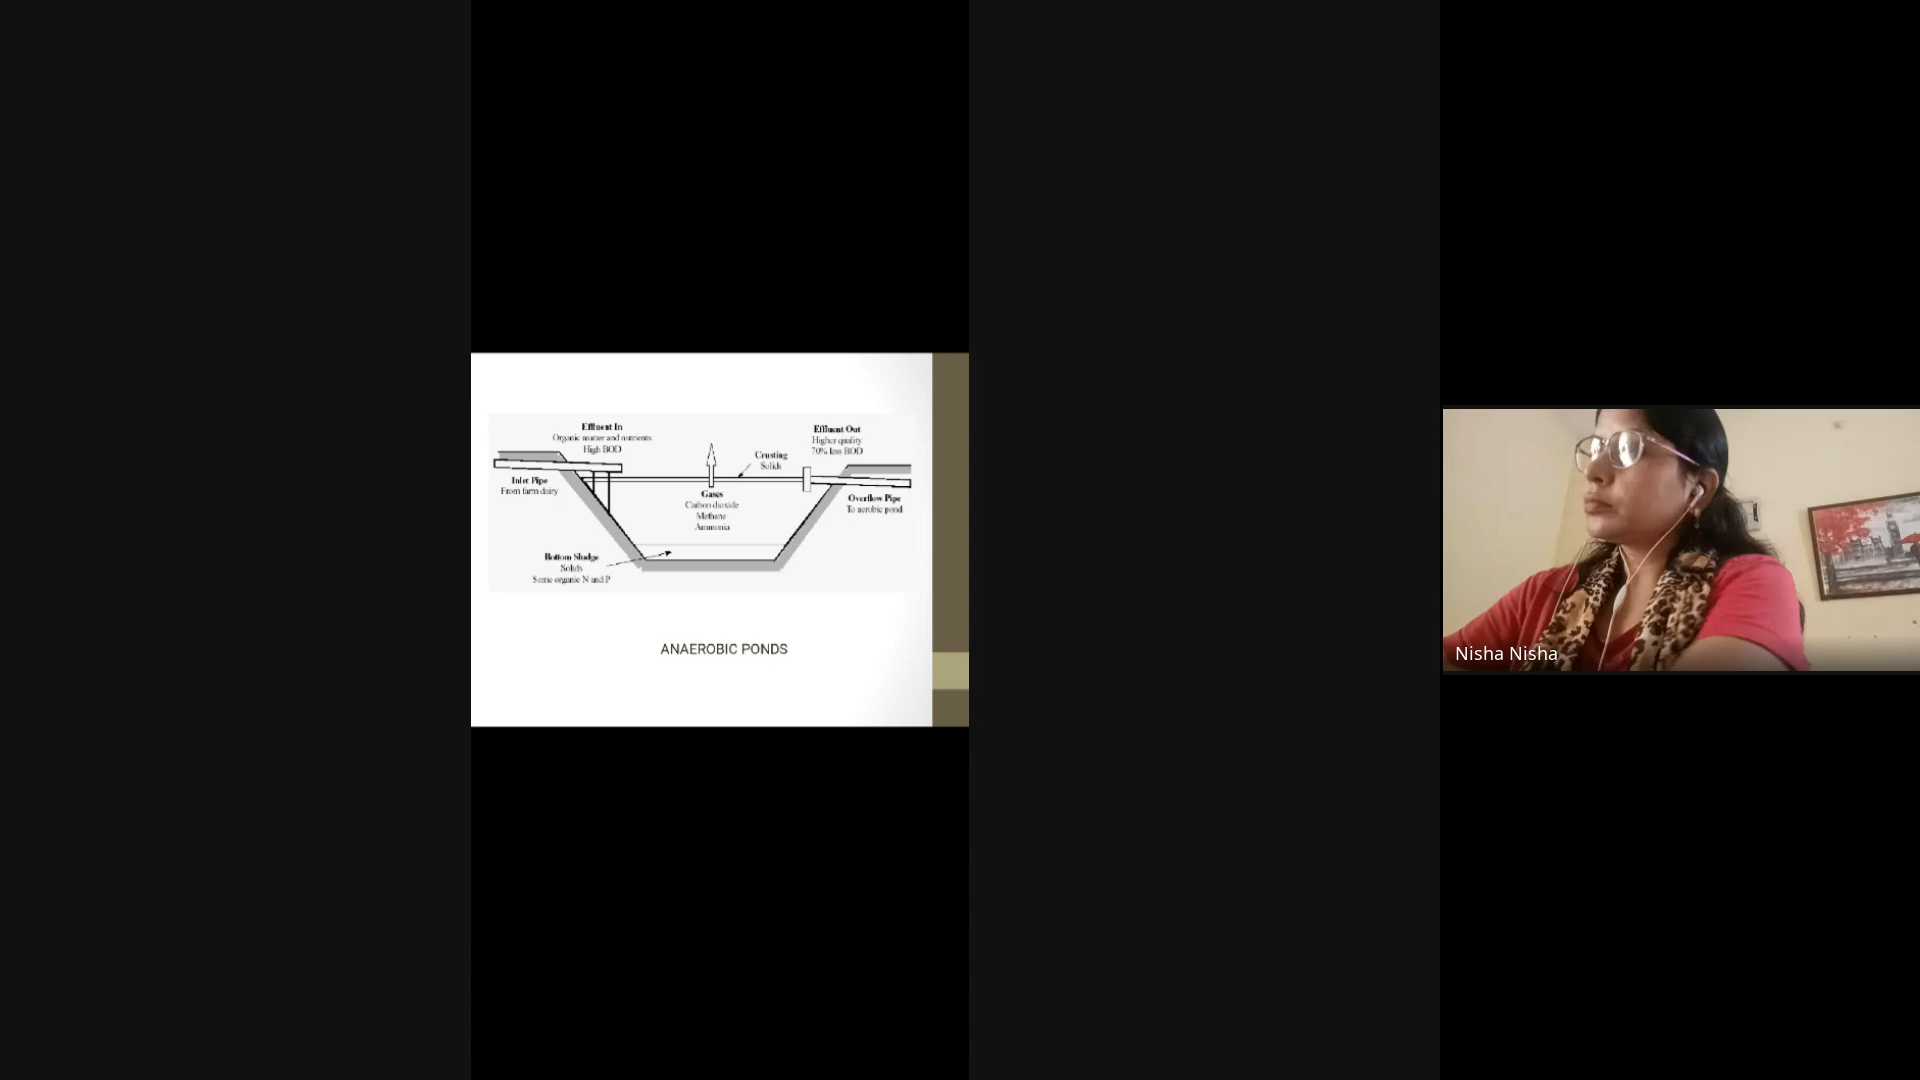 Effluent In
Organic matter and nutrients
High BOD
Effluent Out
Higher quality
70% less BOD
Crusting
Solids
Inlet Pipe
From farm dairy
Gases
Carbon dioxide
Methane
Ammonia
Overflow Pipe
To aerobic pond
Bottom Sludge
Solids
Some organic N and P
ANAEROBIC PONDS
Nisha Nisha